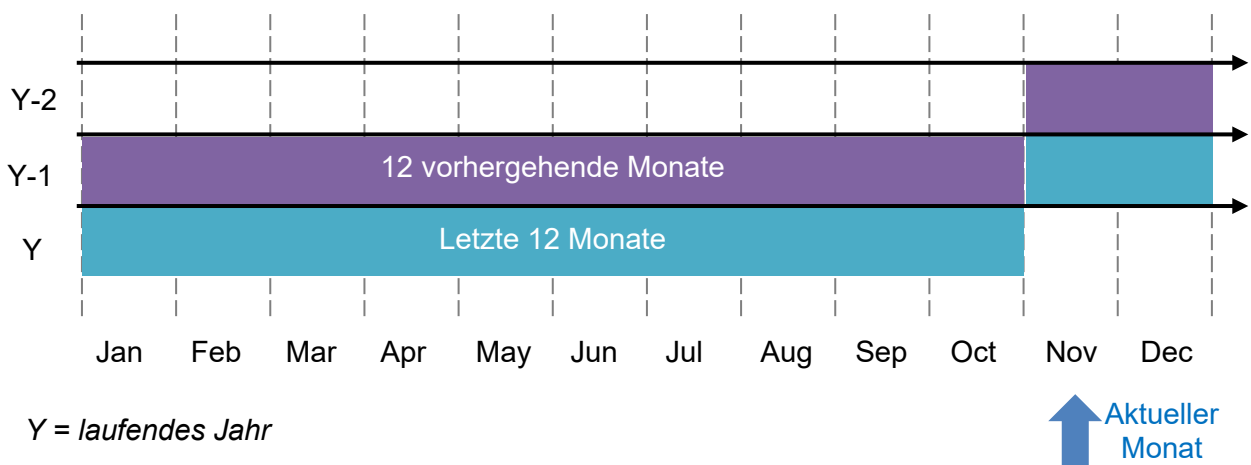 Y-2
Y-1
12 vorhergehende Monate
Y
Letzte 12 Monate
Jan Feb Mar Apr May Jun Jul Aug Sep Oct Nov Dec
Y = laufendes Jahr
Aktueller
Monat